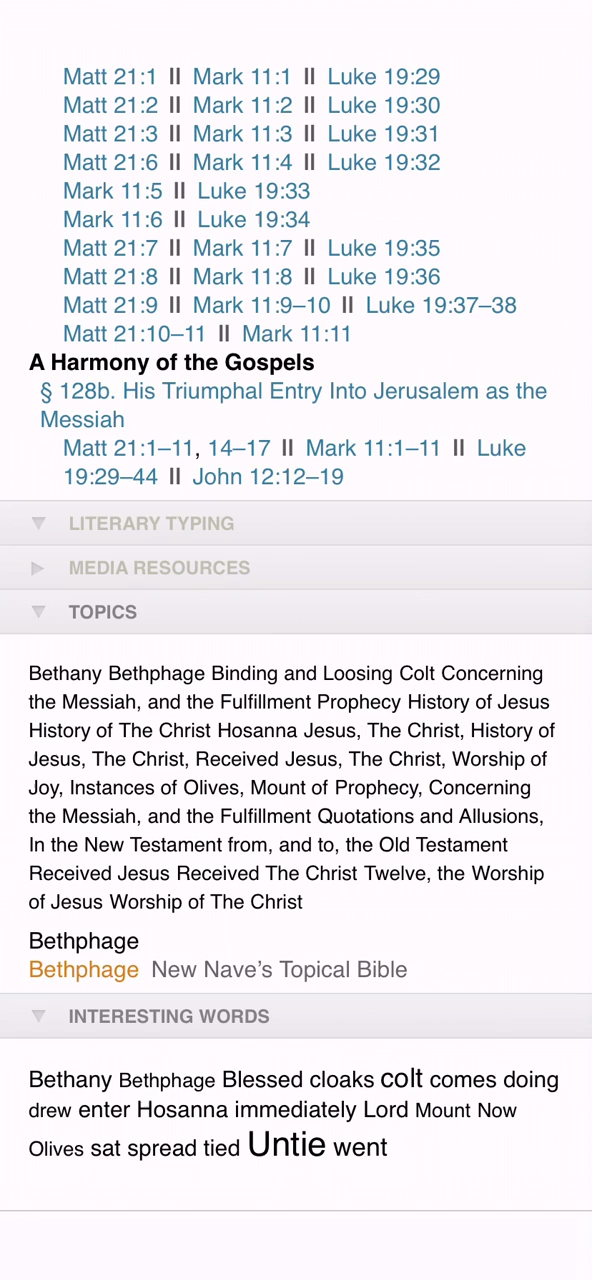 Matt 21:1 || Mark 11:1 || Luke 19:29
Matt 21:2 || Mark 11:2 || Luke 19:30
Matt 21:3 || Mark 11:3 || Luke 19:31
Matt 21:6 || Mark 11:4 || Luke 19:32
Mark 11:5 || Luke 19:33
Mark 11:6 || Luke 19:34
Matt 21:7 || Mark 11:7 || Luke 19:35
Matt 21:8 || Mark 11:8 || Luke 19:36
Matt 21:9 || Mark 11:9–10 || Luke 19:37–38
Matt 21:10–11 || Mark 11:11
A Harmony of the Gospels
§ 128b. His Triumphal Entry Into Jerusalem as the
Messiah
Matt 21:1–11, 14–17 || Mark 11:1–11 || Luke
19:29–44 || John 12:12–19
LITERARY TYPING
MEDIA RESOURCES
TOPICS
Bethany Bethphage Binding and Loosing Colt Concerning
the Messiah, and the Fulfillment Prophecy History of Jesus
History of The Christ Hosanna Jesus, The Christ, History of
Jesus, The Christ, Received Jesus, The Christ, Worship of
Joy, Instances of Olives, Mount of Prophecy, Concerning
the Messiah, and the Fulfillment Quotations and Allusions,
In the New Testament from, and to, the Old Testament
Received Jesus Received The Christ Twelve, the Worship
of Jesus Worship of The Christ
Bethphage
Bethphage New Nave’s Topical Bible
INTERESTING WORDS
Bethany Bethphage Blessed cloaks colt comes doing
drew enter Hosanna immediately Lord Mount Now
Olives sat spread tied Untie went